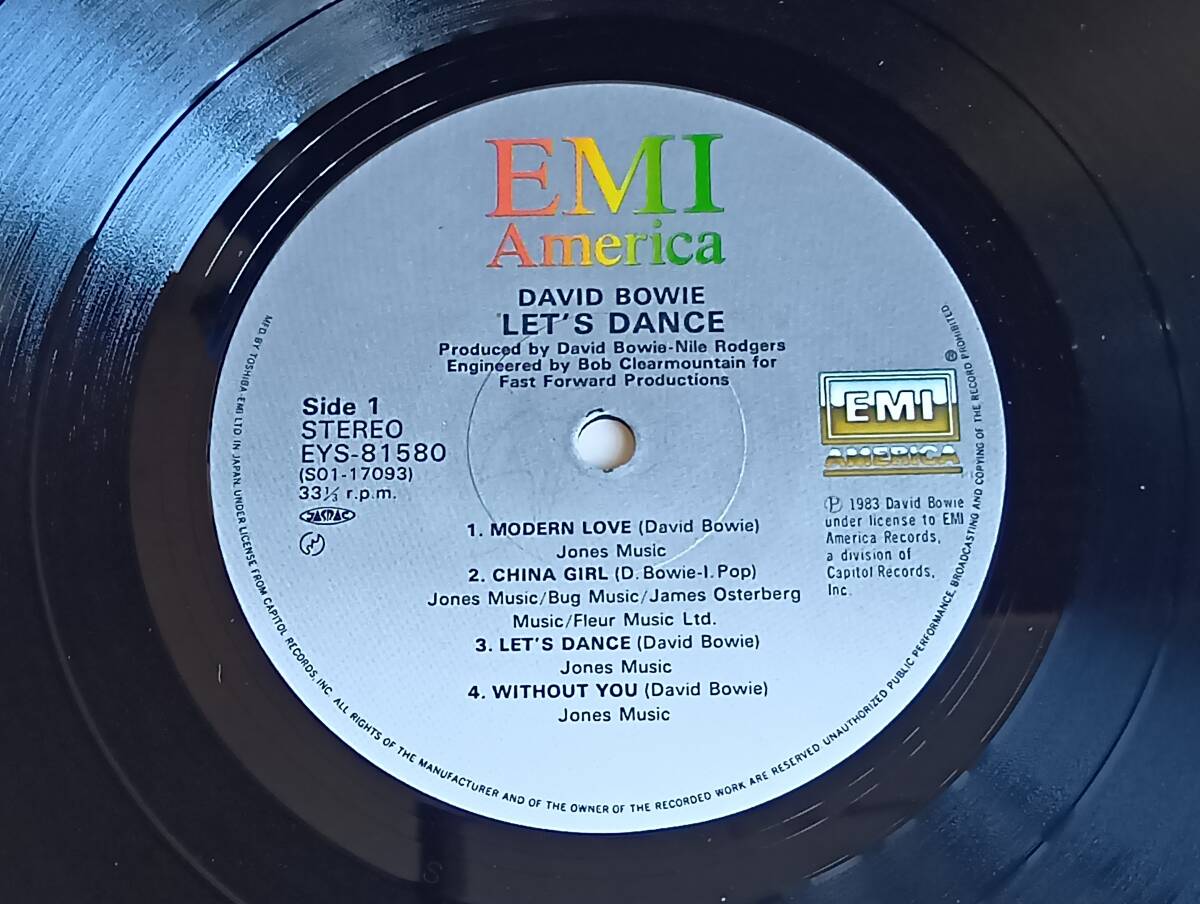 EMI
America
DAVID BOWIE
LET'S DANCE
Produced by David Bowie-Nile Rodgers
Engineered by Bob Clearmountain for
Fast Forward Productions
Side 1
STEREO
EYS-81580
(S01-17093)
33⅓ r.p.m.
JASRAC
EMI
AMERICA
Ⓟ 1983 David Bowie
under license to EMI
America Records,
a division of
Capitol Records,
Inc.
1. MODERN LOVE (David Bowie)
Jones Music
2. CHINA GIRL (D. Bowie-I. Pop)
Jones Music/Bug Music/James Osterberg
Music/Fleur Music Ltd.
3. LET'S DANCE (David Bowie)
Jones Music
4. WITHOUT YOU (David Bowie)
Jones Music
MFG BY TOSHIBA-EMI LTD IN JAPAN, UNDER LICENSE FROM CAPITOL RECORDS, INC. ALL RIGHTS OF THE MANUFACTURER AND OF THE OWNER OF THE RECORDED WORK ARE RESERVED. UNAUTHORIZED PUBLIC PERFORMANCE, BROADCASTING AND COPYING OF THE RECORD PROHIBITED. Ⓡ